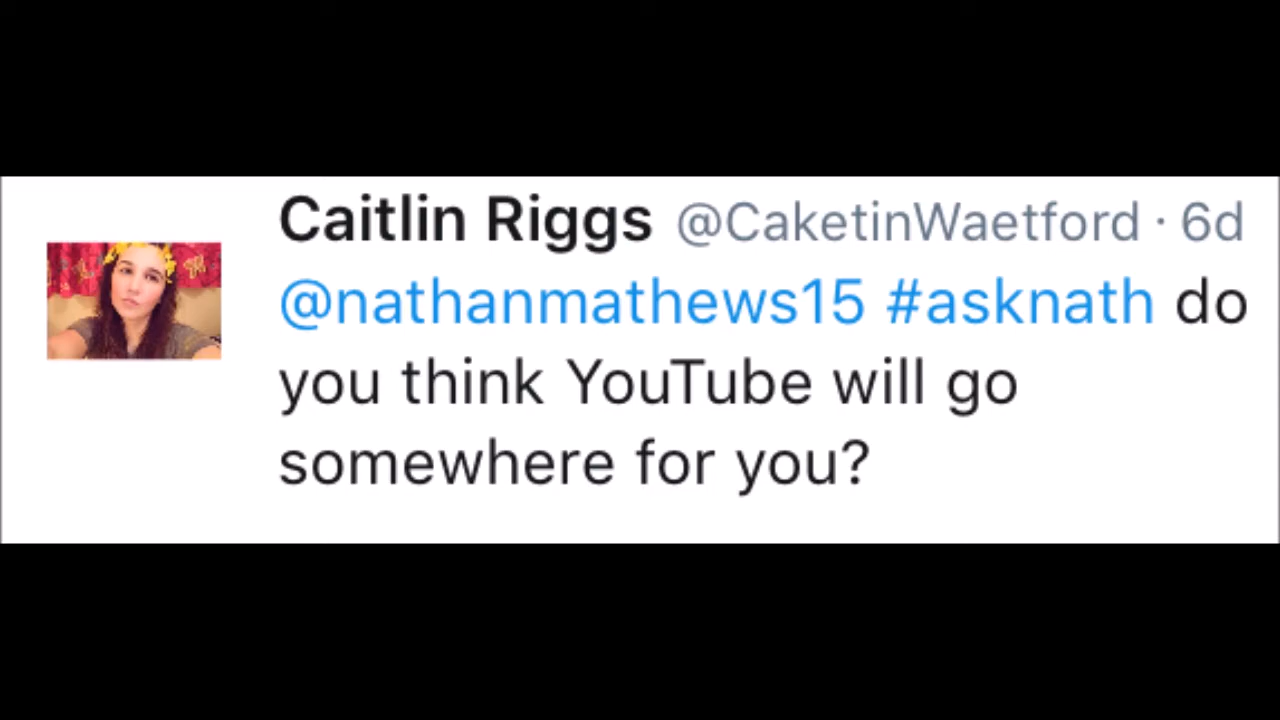 Caitlin Riggs @CaketinWaetford · 6d
@nathanmathews15 #asknath do
you think YouTube will go
somewhere for you?